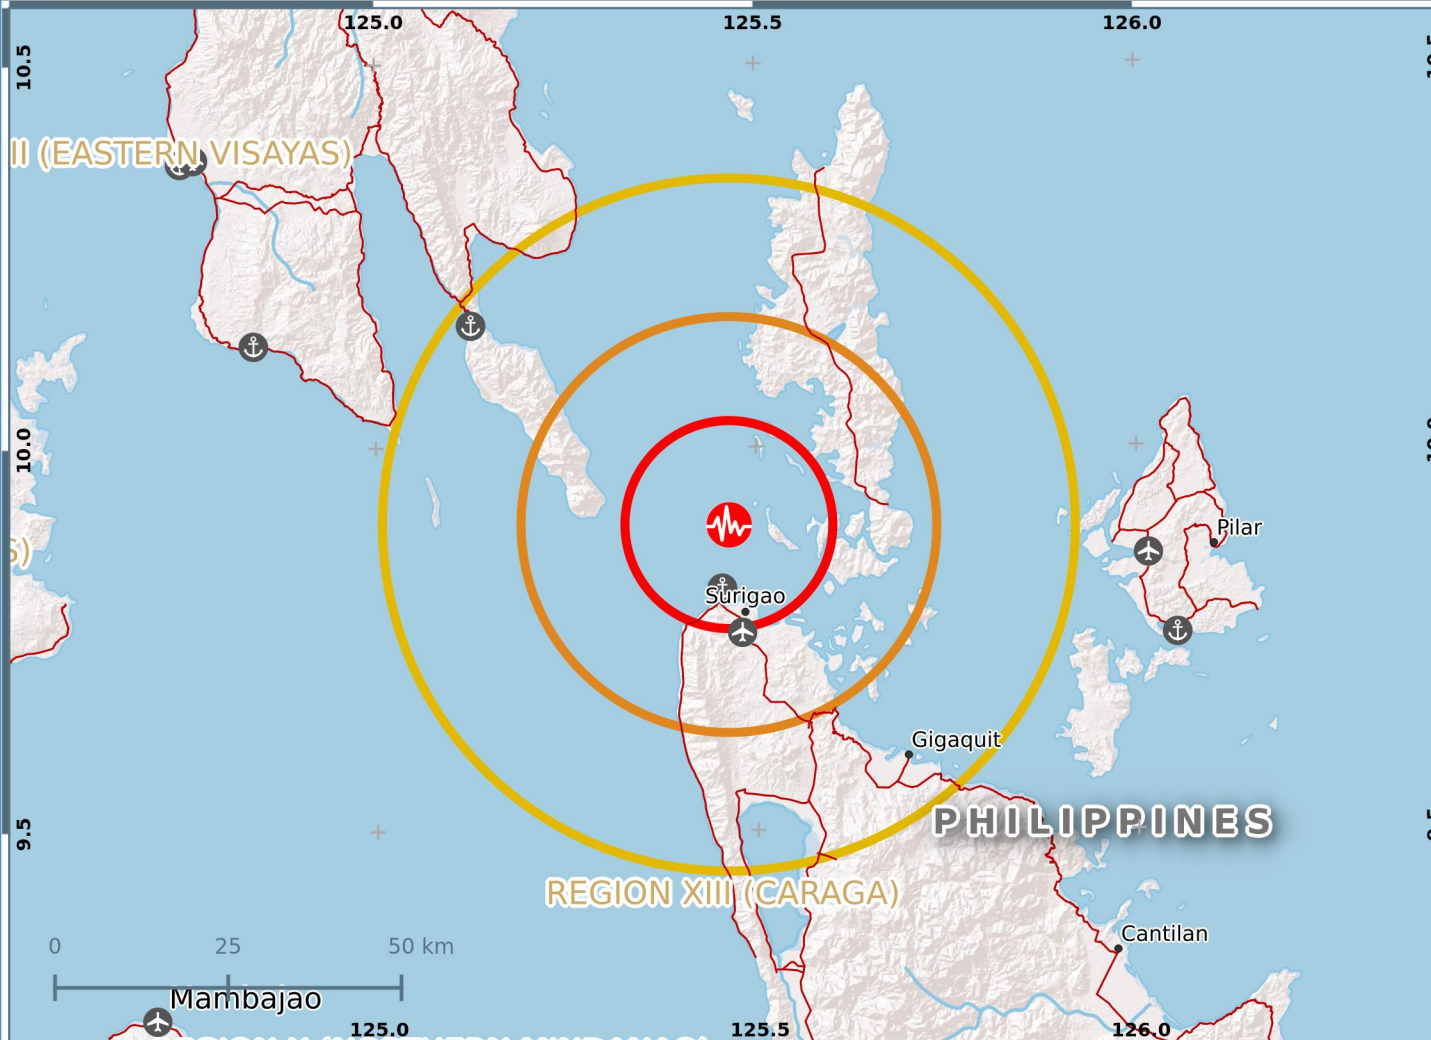 125.0 125.5 126.0
10.5
II (EASTERN VISAYAS)
10.0
Pilar
S)
Surigao
Gigaquit
PHILIPPINES
9.5
REGION XIII (CARAGA)
Cantilan
0 25 50 km
Mambajao
125.0 125.5 126.0